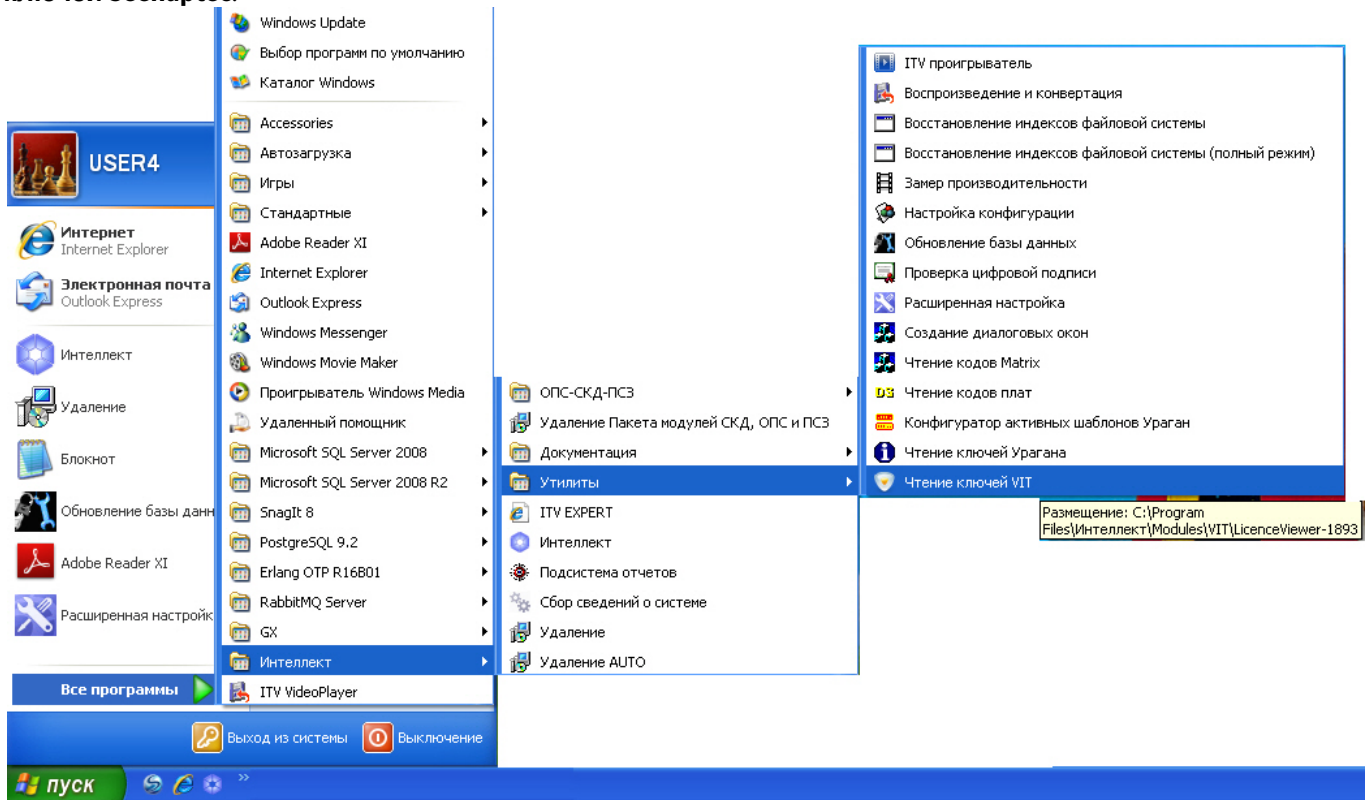 USER4
Интернет
Internet Explorer
Электронная почта
Outlook Express
Интеллект
Удаление
Блокнот
Обновление базы данн
Adobe Reader XI
Расширенная настройк
Все программы
Windows Update
Выбор программ по умолчанию
Каталог Windows
Accessories
Автозагрузка
Игры
Стандартные
Adobe Reader XI
Internet Explorer
Outlook Express
Windows Messenger
Windows Movie Maker
Проигрыватель Windows Media
Удаленный помощник
Microsoft SQL Server 2008
Microsoft SQL Server 2008 R2
SnagIt 8
PostgreSQL 9.2
Erlang OTP R16B01
RabbitMQ Server
GX
Интеллект
ITV VideoPlayer
ОПС-СКД-ПСЗ
Удаление Пакета модулей СКД, ОПС и ПСЗ
Документация
Утилиты
ITV EXPERT
Интеллект
Подсистема отчетов
Сбор сведений о системе
Удаление
Удаление AUTO
ITV проигрыватель
Воспроизведение и конвертация
Восстановление индексов файловой системы
Восстановление индексов файловой системы (полный режим)
Замер производительности
Настройка конфигурации
Обновление базы данных
Проверка цифровой подписи
Расширенная настройка
Создание диалоговых окон
Чтение кодов Matrix
Чтение кодов плат
Конфигуратор активных шаблонов Ураган
Чтение ключей Урагана
Чтение ключей VIT
Размещение: C:\Program
Files\Интеллект\Modules\VIT\LicenceViewer-1893
Выход из системы
Выключение
пуск